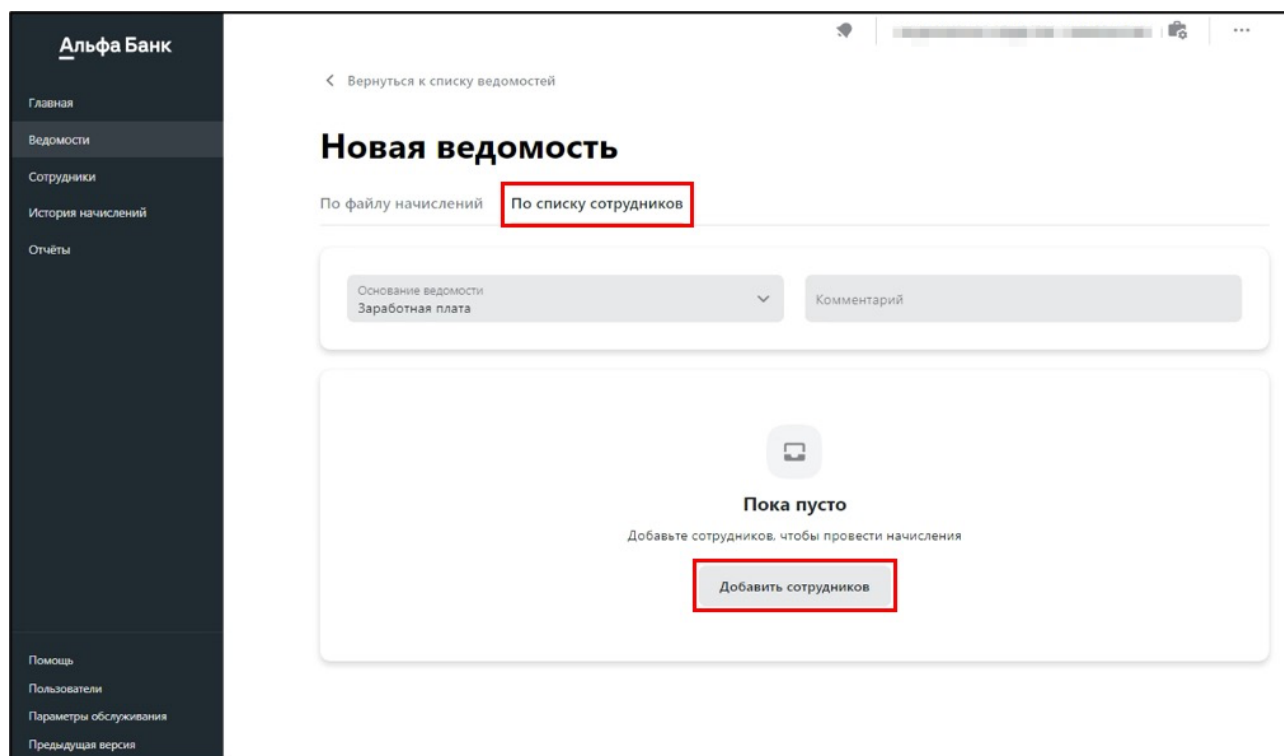 Альфа Банк
Главная
Ведомости
Сотрудники
История начислений
Отчёты
Помощь
Пользователи
Параметры обслуживания
Предыдущая версия
Вернуться к списку ведомостей
Новая ведомость
По файлу начислений
По списку сотрудников
Основание ведомости
Заработная плата
Комментарий
Пока пусто
Добавьте сотрудников, чтобы провести начисления
Добавить сотрудников